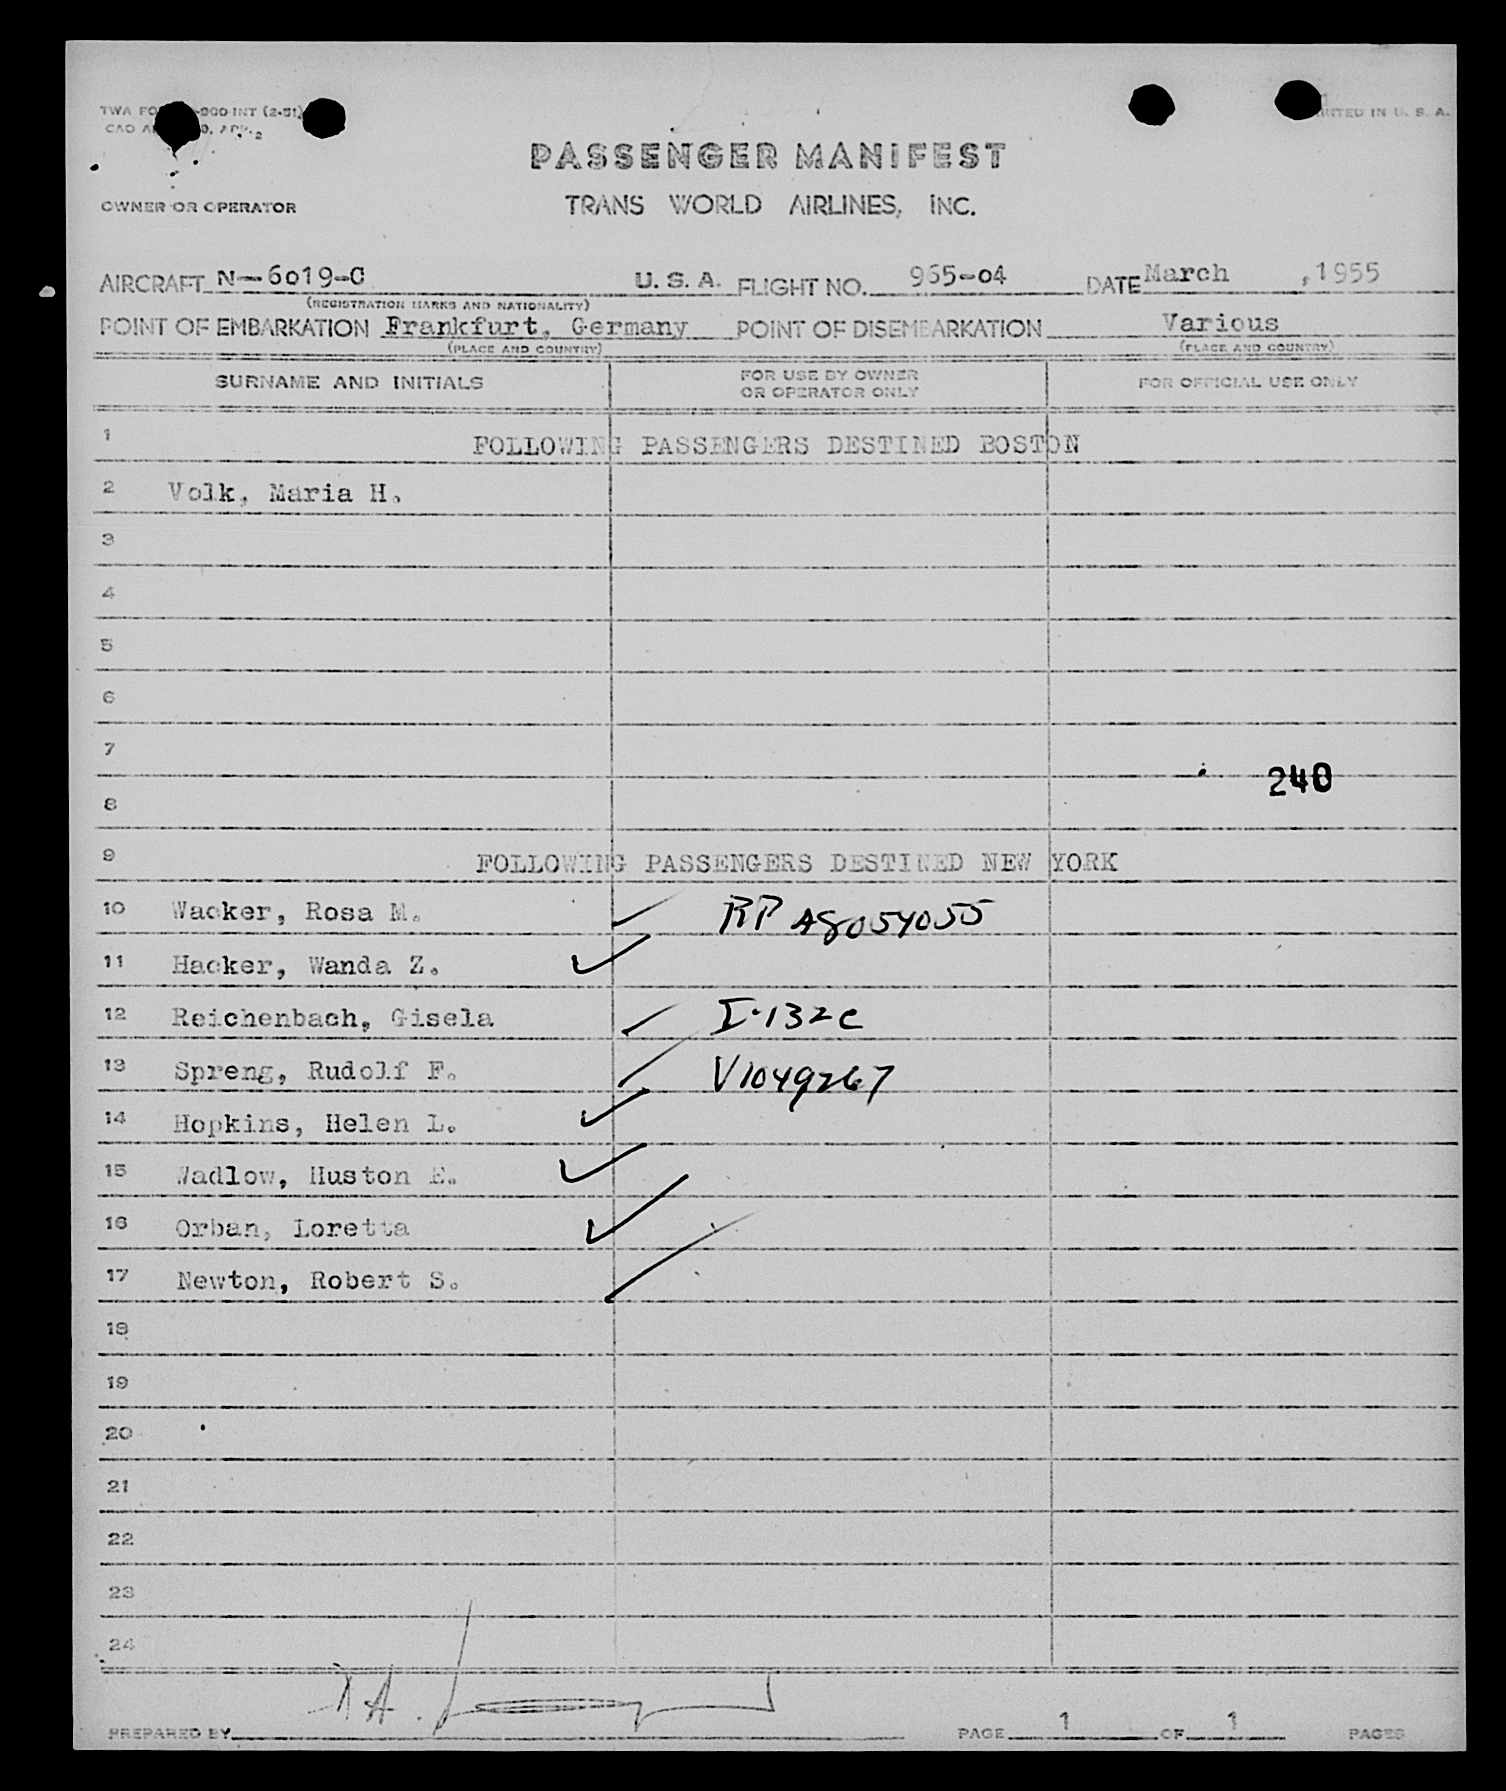 PASSENGER MANIFEST
OWNER OR OPERATOR TRANS WORLD AIRLINES, INC.
AIRCRAFT N-6019-C U. S. A. FLIGHT NO. 965-04 DATE March ,1955
(REGISTRATION MARKS AND NATIONALITY)
POINT OF EMBARKATION Frankfurt, Germany POINT OF DISEMBARKATION Various
(PLACE AND COUNTRY) (PLACE AND COUNTRY)
SURNAME AND INITIALS FOR USE BY OWNER OR OPERATOR ONLY FOR OFFICIAL USE ONLY
1 FOLLOWING PASSENGERS DESTINED BOSTON
2 Volk, Maria H.
3
4
5
6
7
240
8
9 FOLLOWING PASSENGERS DESTINED NEW YORK
10 Wacker, Rosa M. RP A8054055
11 Hacker, Wanda Z.
12 Reichenbach, Gisela I-132c
13 Spreng, Rudolf F. V1049267
14 Hopkins, Helen L.
15 Wadlow, Huston E.
16 Orban, Loretta
17 Newton, Robert S.
18
19
20
21
22
23
24
PREPARED BY PAGE 1 OF 1 PAGES